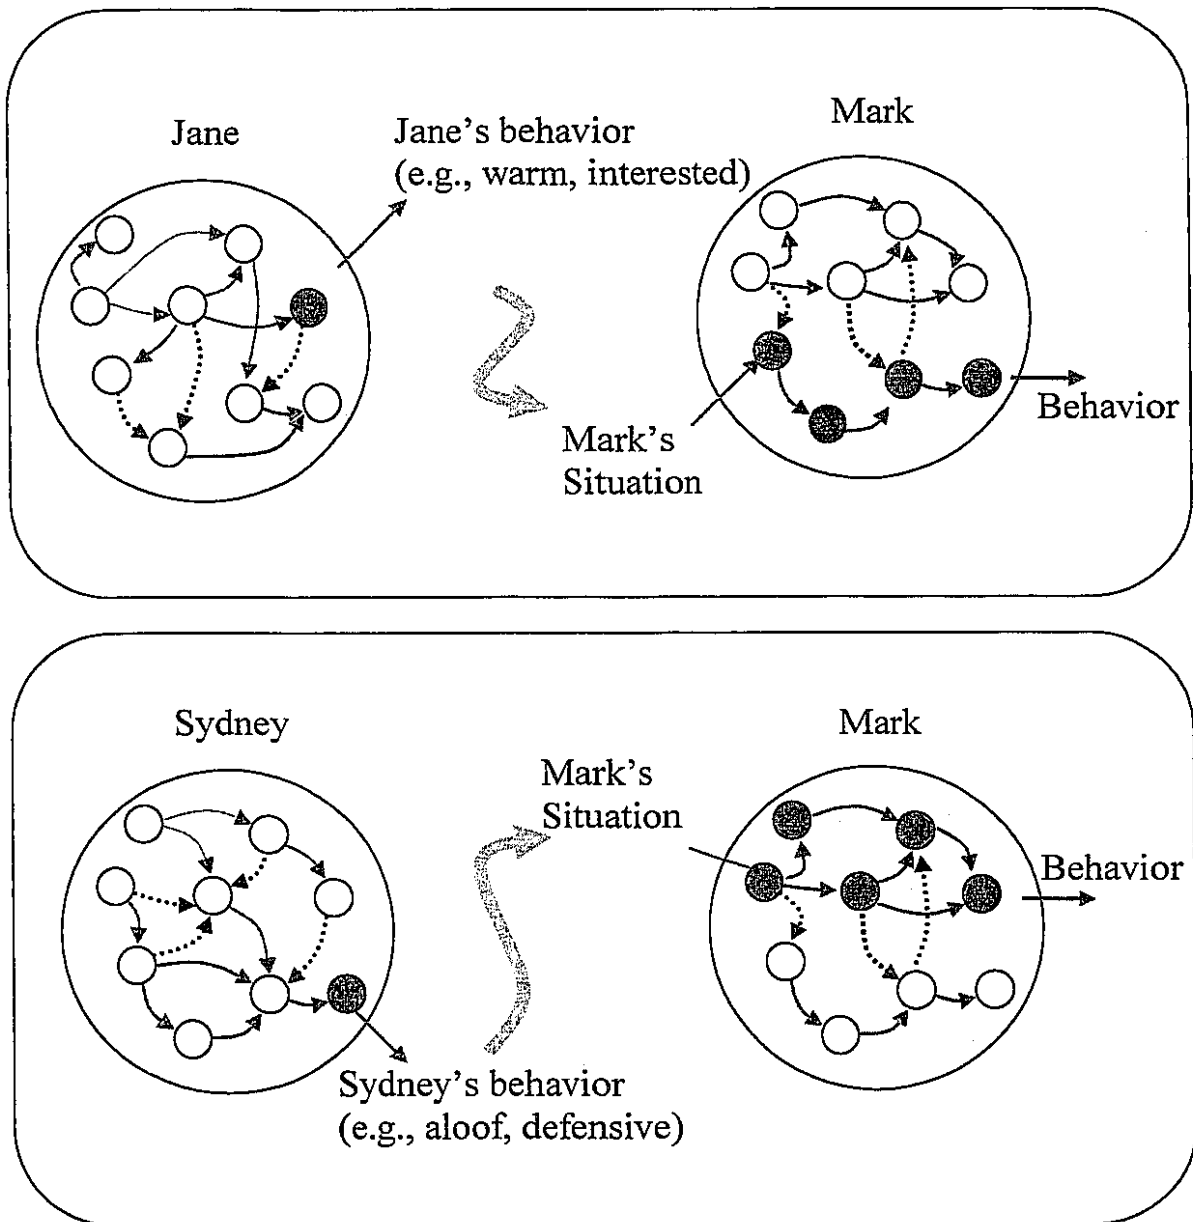 Jane
Jane's behavior
(e.g., warm, interested)
Mark
Mark's
Situation
Behavior
Sydney
Mark's
Situation
Mark
Behavior
Sydney's behavior
(e.g., aloof, defensive)